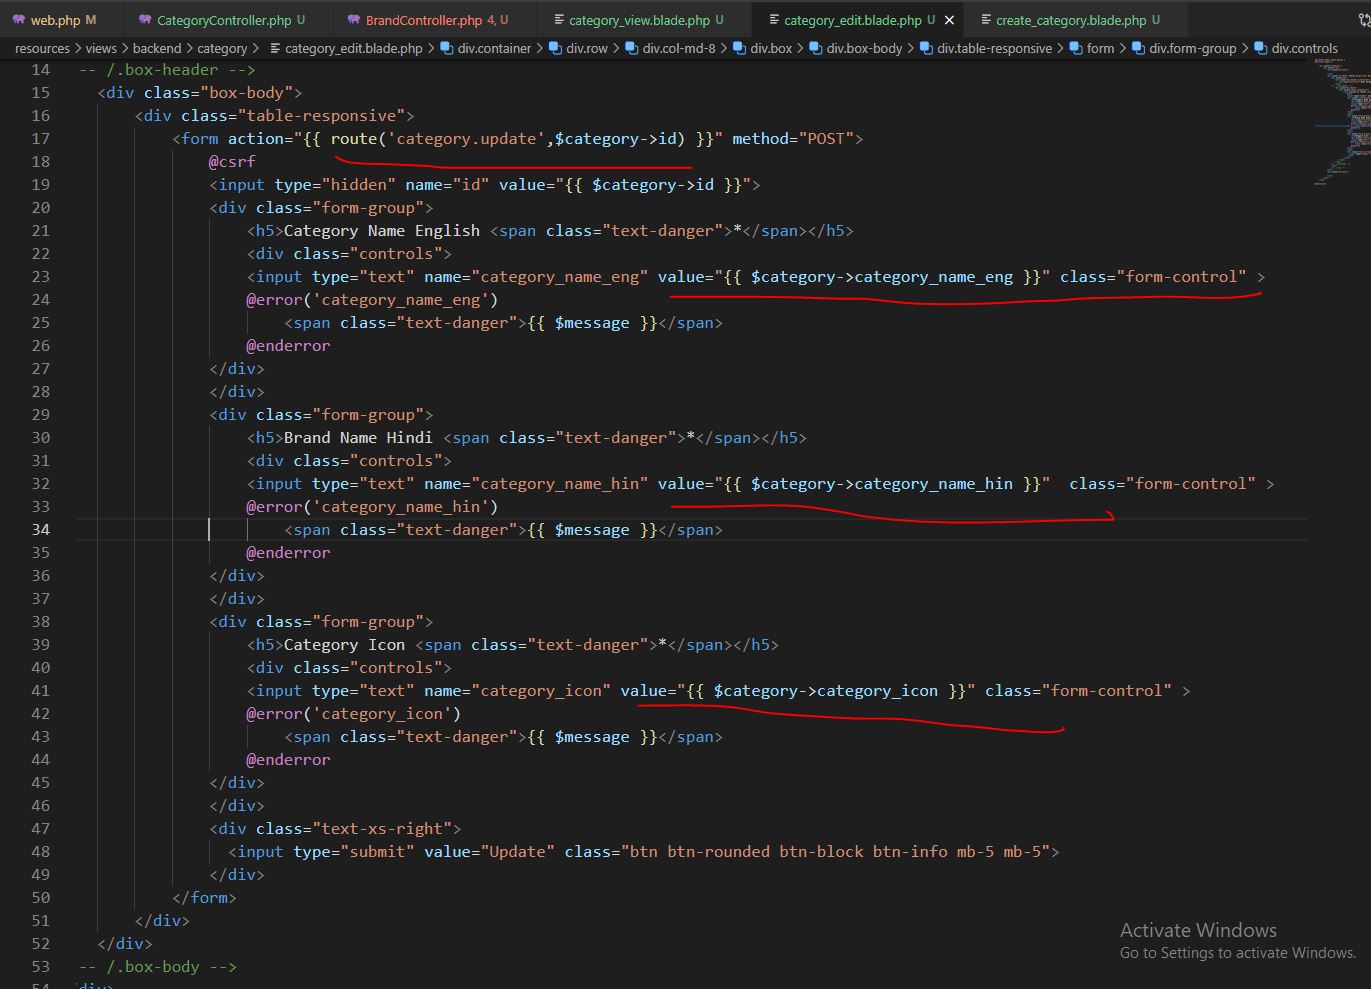 web.php M CategoryController.php U BrandController.php 4, U category_view.blade.php U category_edit.blade.php U × create_category.blade.php U
resources > views > backend > category > category_edit.blade.php > div.container > div.row > div.col-md-8 > div.box > div.box-body > div.table-responsive > form > div.form-group > div.controls
14 -- /.box-header -->
15 <div class="box-body">
16 <div class="table-responsive">
17 <form action="{{ route('category.update',$category->id) }}" method="POST">
18 @csrf
19 <input type="hidden" name="id" value="{{ $category->id }}">
20 <div class="form-group">
21 <h5>Category Name English <span class="text-danger">*</span></h5>
22 <div class="controls">
23 <input type="text" name="category_name_eng" value="{{ $category->category_name_eng }}" class="form-control" >
24 @error('category_name_eng')
25 <span class="text-danger">{{ $message }}</span>
26 @enderror
27 </div>
28 </div>
29 <div class="form-group">
30 <h5>Brand Name Hindi <span class="text-danger">*</span></h5>
31 <div class="controls">
32 <input type="text" name="category_name_hin" value="{{ $category->category_name_hin }}"  class="form-control" >
33 @error('category_name_hin')
34 <span class="text-danger">{{ $message }}</span>
35 @enderror
36 </div>
37 </div>
38 <div class="form-group">
39 <h5>Category Icon <span class="text-danger">*</span></h5>
40 <div class="controls">
41 <input type="text" name="category_icon" value="{{ $category->category_icon }}" class="form-control" >
42 @error('category_icon')
43 <span class="text-danger">{{ $message }}</span>
44 @enderror
45 </div>
46 </div>
47 <div class="text-xs-right">
48 <input type="submit" value="Update" class="btn btn-rounded btn-block btn-info mb-5 mb-5">
49 </div>
50 </form>
51 </div>
52 </div>
53 -- /.box-body -->
54 div>
Activate Windows
Go to Settings to activate Windows.